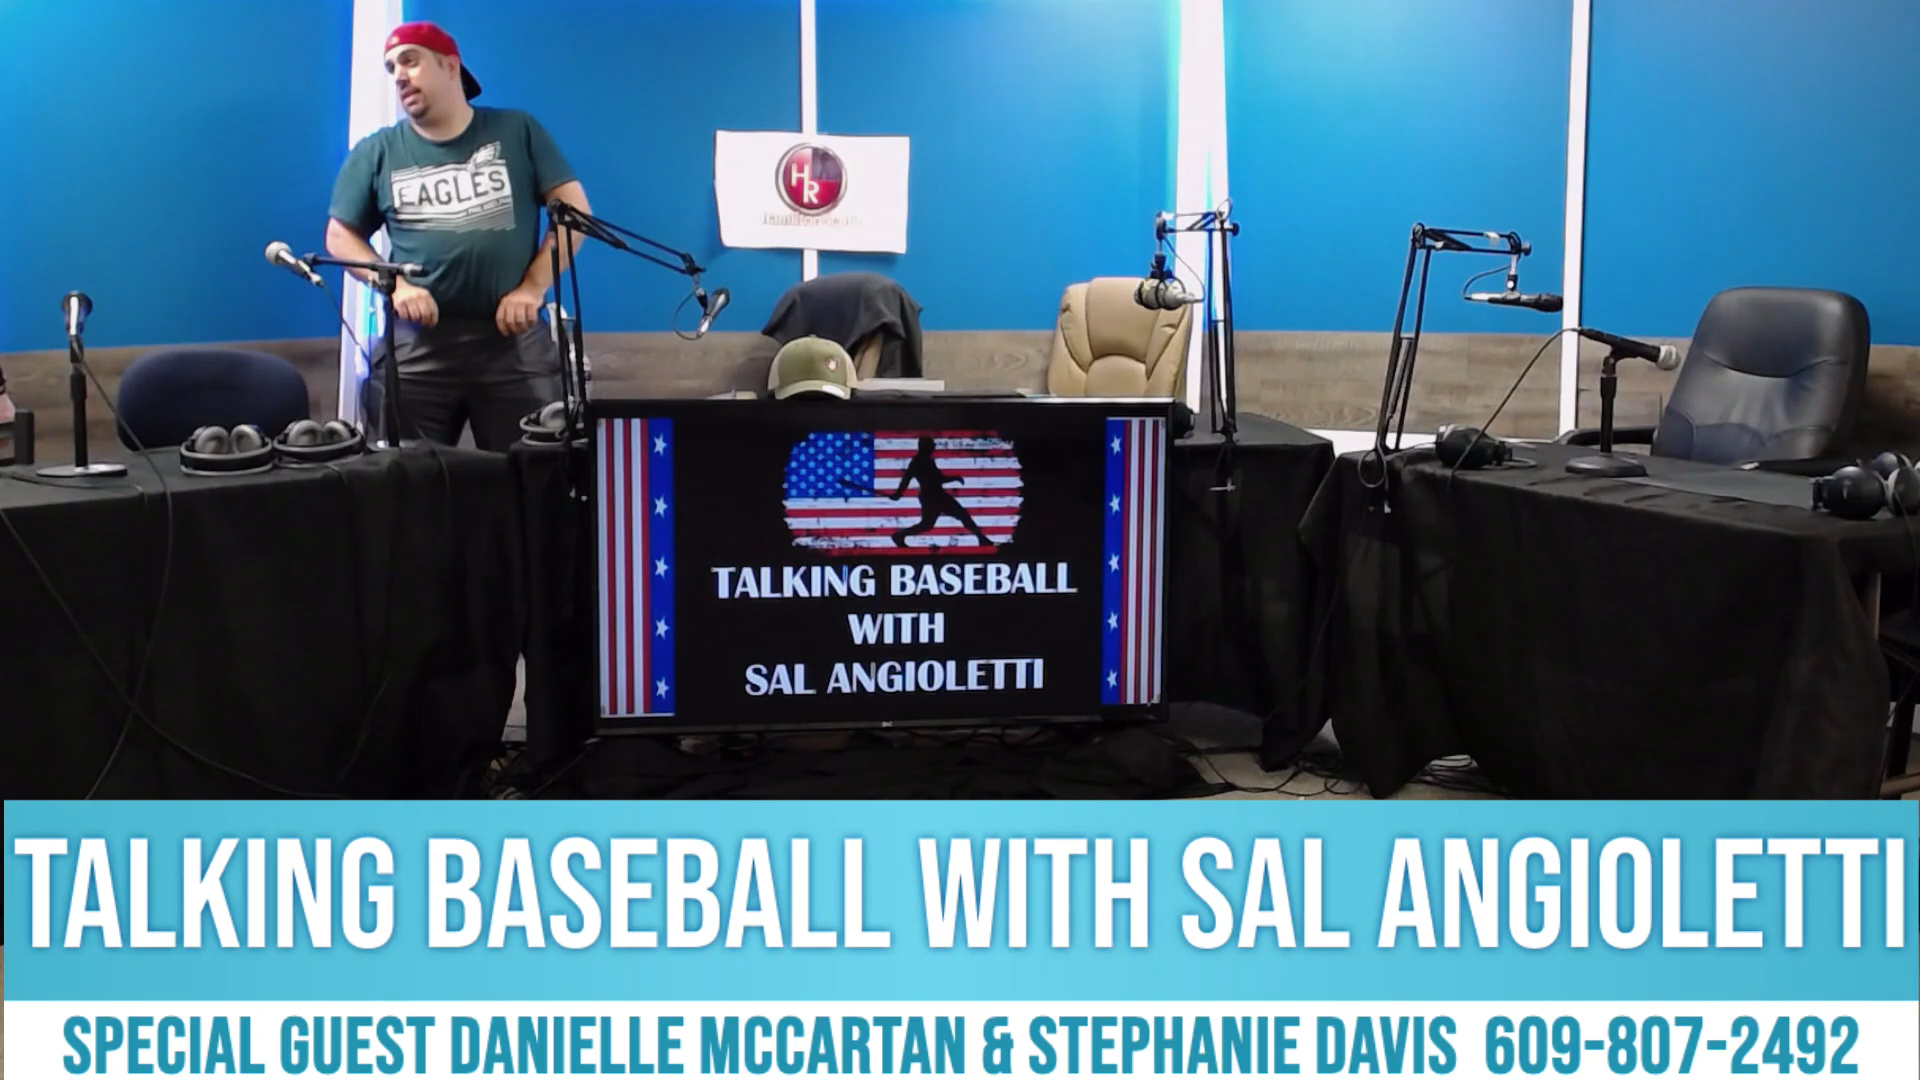 EAGLES
HR
TALKING BASEBALL
WITH
SAL ANGIOLETTI
TALKING BASEBALL WITH SAL ANGIOLETTI
SPECIAL GUEST DANIELLE MCCARTAN & STEPHANIE DAVIS 609-807-2492